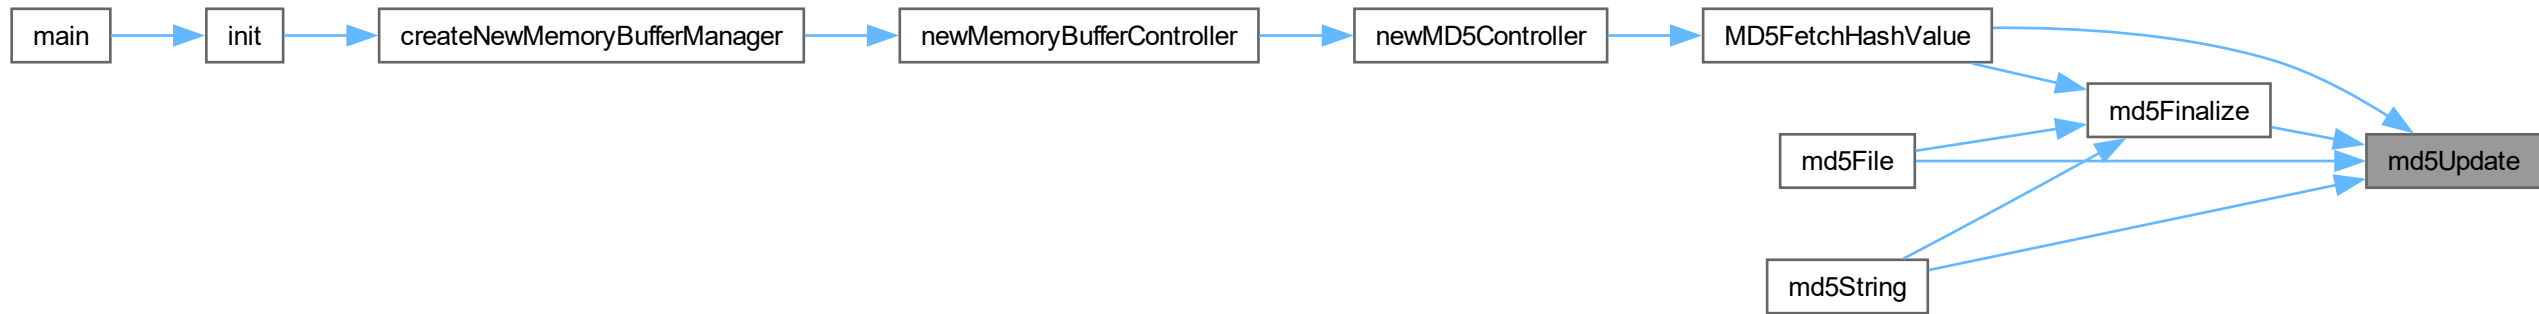 main
init
createNewMemoryBufferManager
newMemoryBufferController
newMD5Controller
MD5FetchHashValue
md5Finalize
md5File
md5Update
md5String